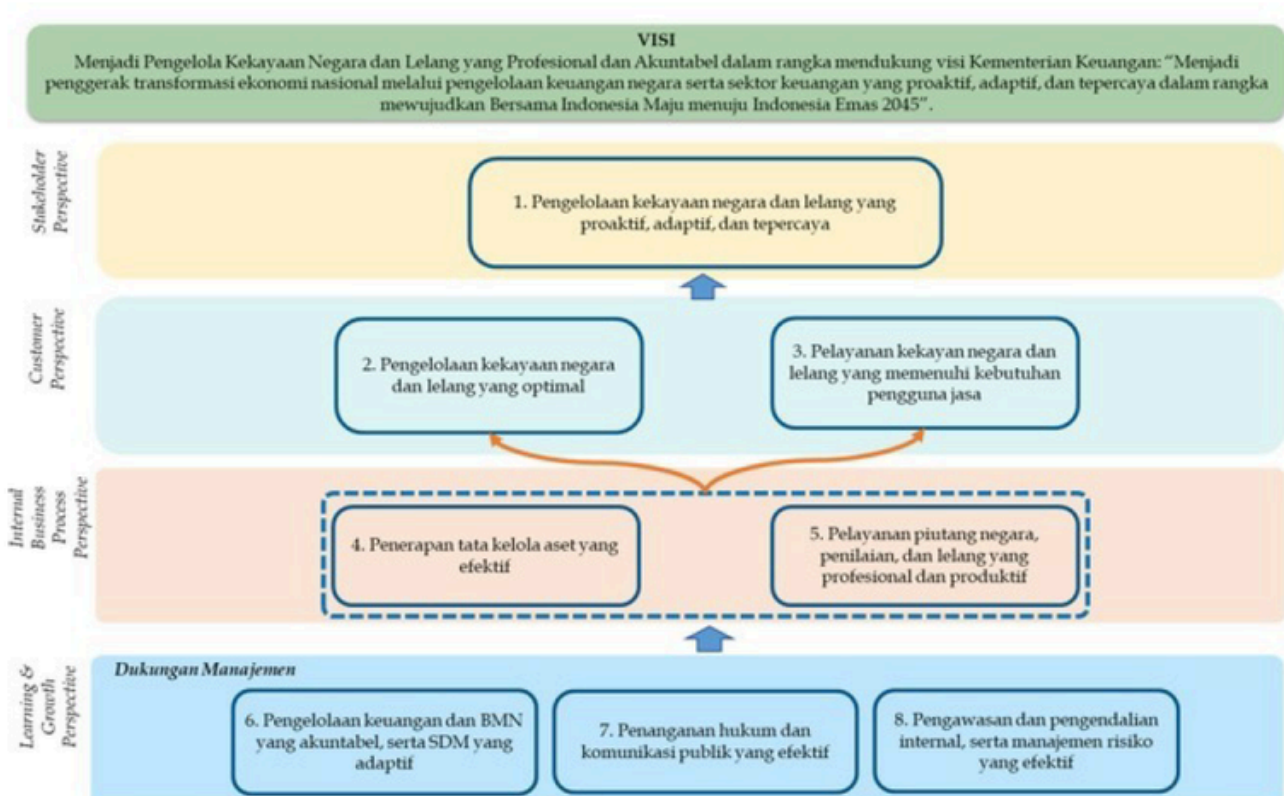 VISI
Menjadi Pengelola Kekayaan Negara dan Lelang yang Profesional dan Akuntabel dalam rangka mendukung visi Kementerian Keuangan: “Menjadi
penggerak transformasi ekonomi nasional melalui pengelolaan keuangan negara serta sektor keuangan yang proaktif, adaptif, dan tepercaya dalam rangka
mewujudkan Bersama Indonesia Maju menuju Indonesia Emas 2045”.
Stakeholder
Perspective
1. Pengelolaan kekayaan negara dan lelang yang
proaktif, adaptif, dan tepercaya
Customer
Perspective
2. Pengelolaan kekayaan negara
dan lelang yang optimal
3. Pelayanan kekayan negara dan
lelang yang memenuhi kebutuhan
pengguna jasa
Internal
Business
Process
Perspective
4. Penerapan tata kelola aset yang
efektif
5. Pelayanan piutang negara,
penilaian, dan lelang yang
profesional dan produktif
Learning &
Growth
Perspective
Dukungan Manajemen
6. Pengelolaan keuangan dan BMN
yang akuntabel, serta SDM yang
adaptif
7. Penanganan hukum dan
komunikasi publik yang efektif
8. Pengawasan dan pengendalian
internal, serta manajemen risiko
yang efektif